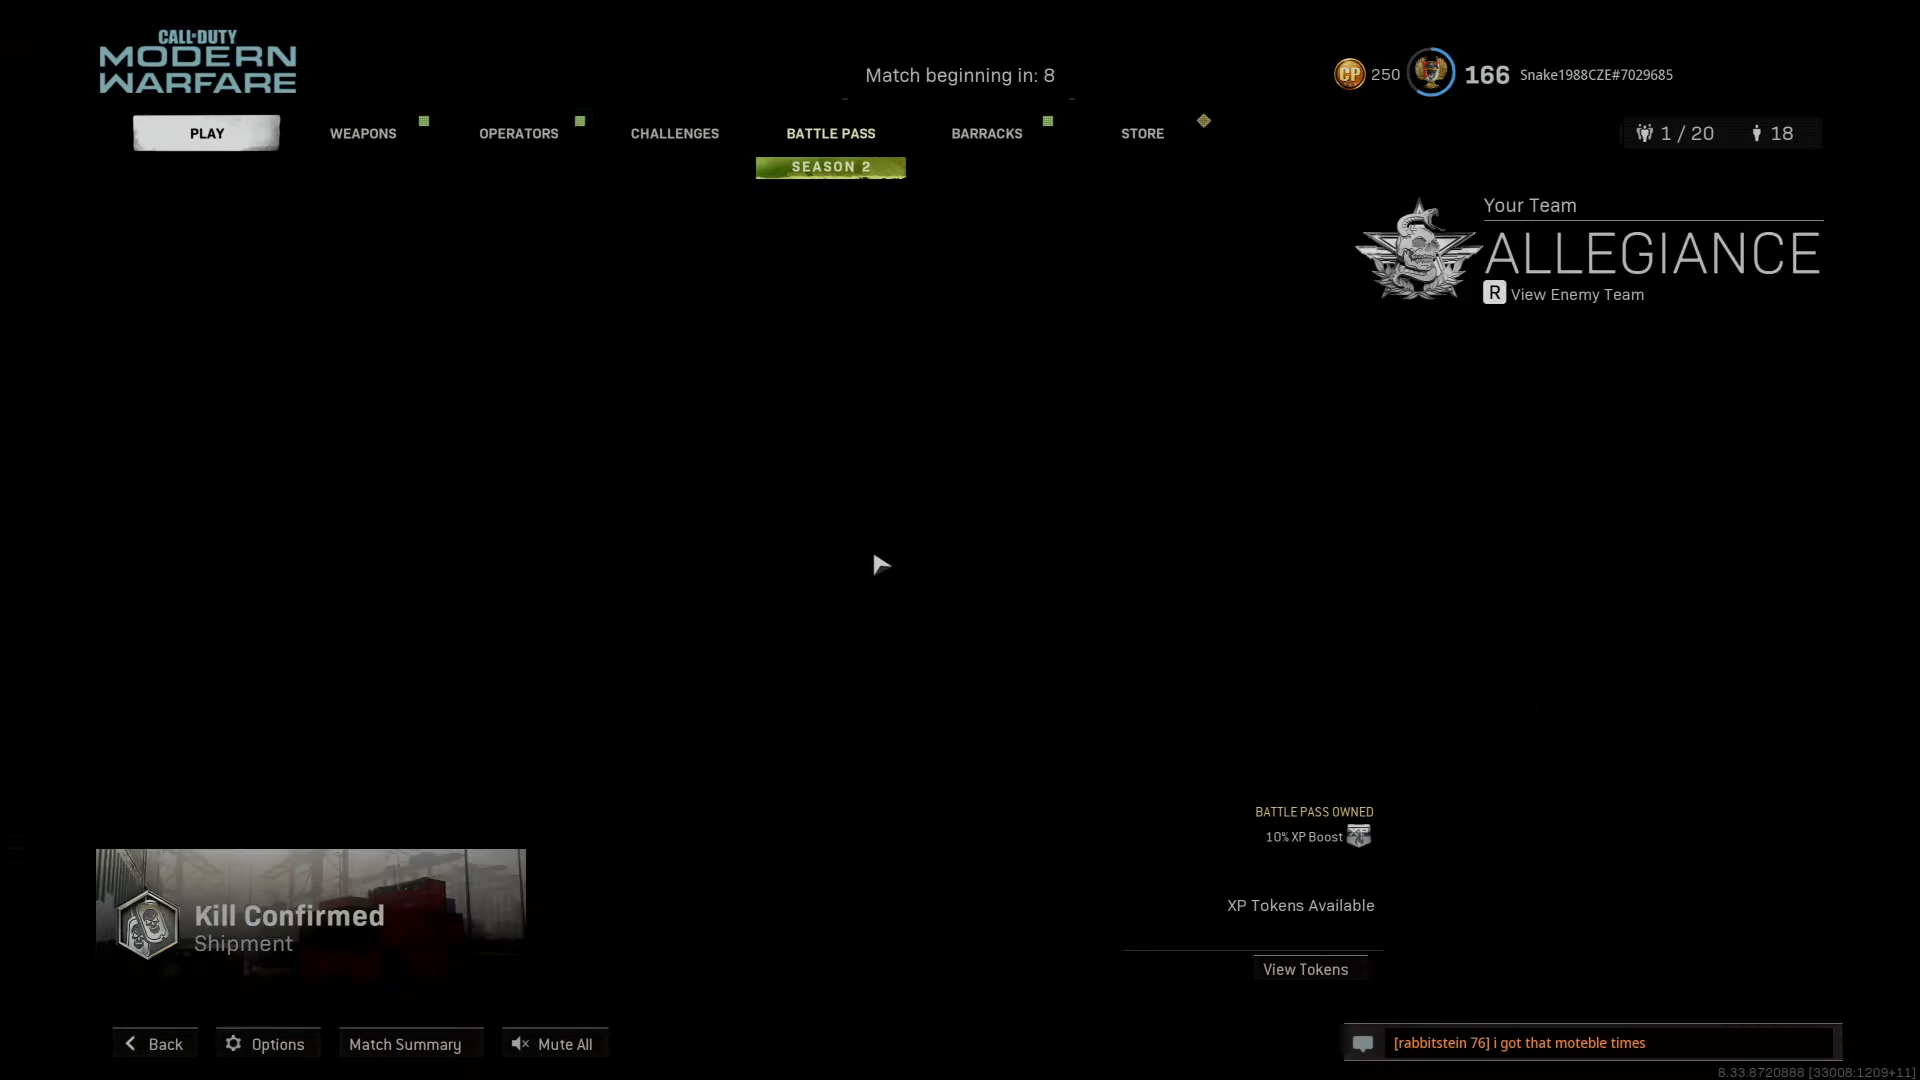 CALL OF DUTY
MODERN
WARFARE
Match beginning in: 8
CP 250
166 Snake1988CZE#7029685
PLAY
WEAPONS
OPERATORS
CHALLENGES
BATTLE PASS
BARRACKS
STORE
1 / 20
18
SEASON 2
Your Team
ALLEGIANCE
R View Enemy Team
BATTLE PASS OWNED
10% XP Boost
Kill Confirmed
Shipment
XP Tokens Available
View Tokens
Back
Options
Match Summary
Mute All
[rabbitstein 76] i got that moteble times
8.33.8720888 [33008:1209+11]